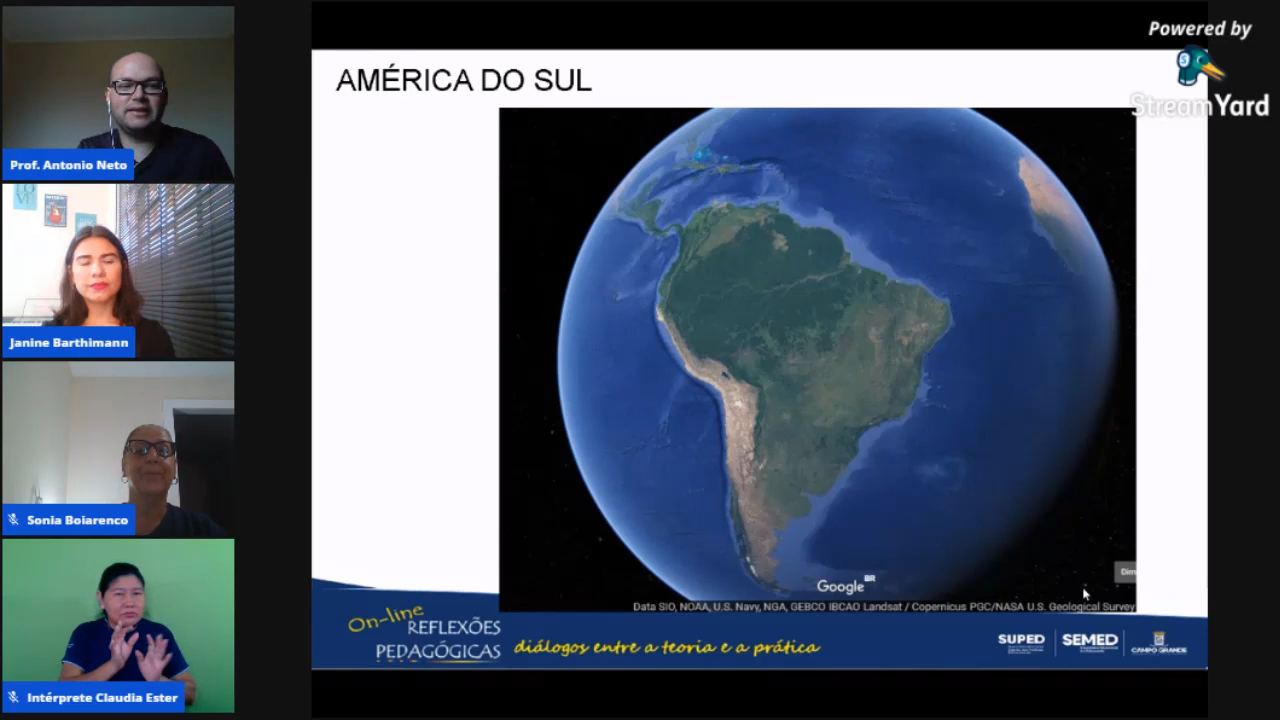 Prof. Antonio Neto
Janine Barthimann
Sonia Boiarenco
Intérprete Claudia Ester
AMÉRICA DO SUL
Google BR
Data SIO, NOAA, U.S. Navy, NGA, GEBCO IBCAO Landsat / Copernicus PGC/NASA U.S. Geological Survey
Dim
On-line
REFLEXÕES
PEDAGÓGICAS
diálogos entre a teoria e a prática
SUPED
SEMED
CAMPO GRANDE
Powered by
StreamYard